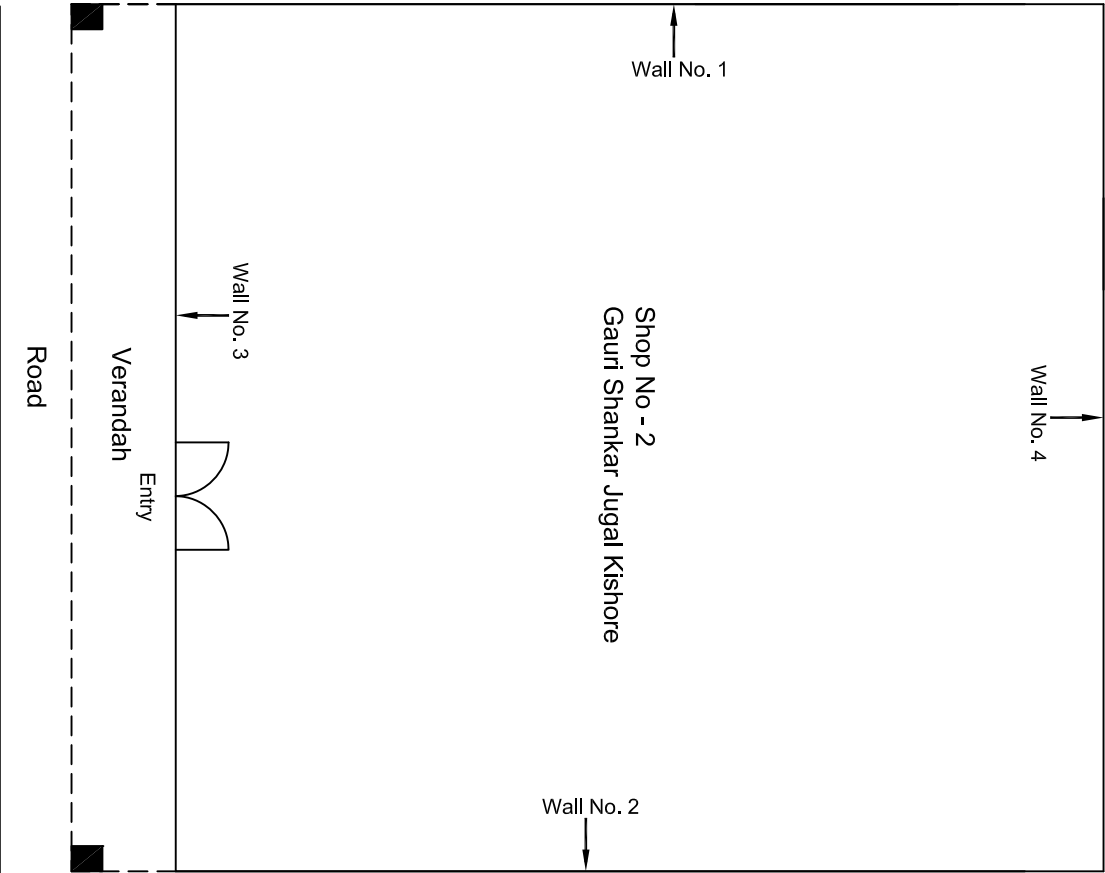 Wall No. 1
Wall No. 4
Wall No. 3
Shop No - 2
Gauri Shankar Jugal Kishore
Verandah
Entry
Road
Wall No. 2